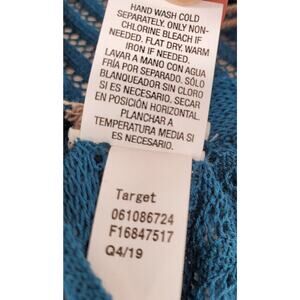 HAND WASH COLD
SEPARATELY. ONLY NON-
CHLORINE BLEACH IF
NEEDED. FLAT DRY. WARM
IRON IF NEEDED.
LAVAR A MANO CON AGUA
FRÍA POR SEPARADO. SÓLO
BLANQUEADOR SIN CLORO
SI ES NECESARIO. SECAR
EN POSICIÓN HORIZONTAL.
PLANCHAR A
TEMPERATURA MEDIA SI
ES NECESARIO.
Target
061086724
F16847517
Q4/19